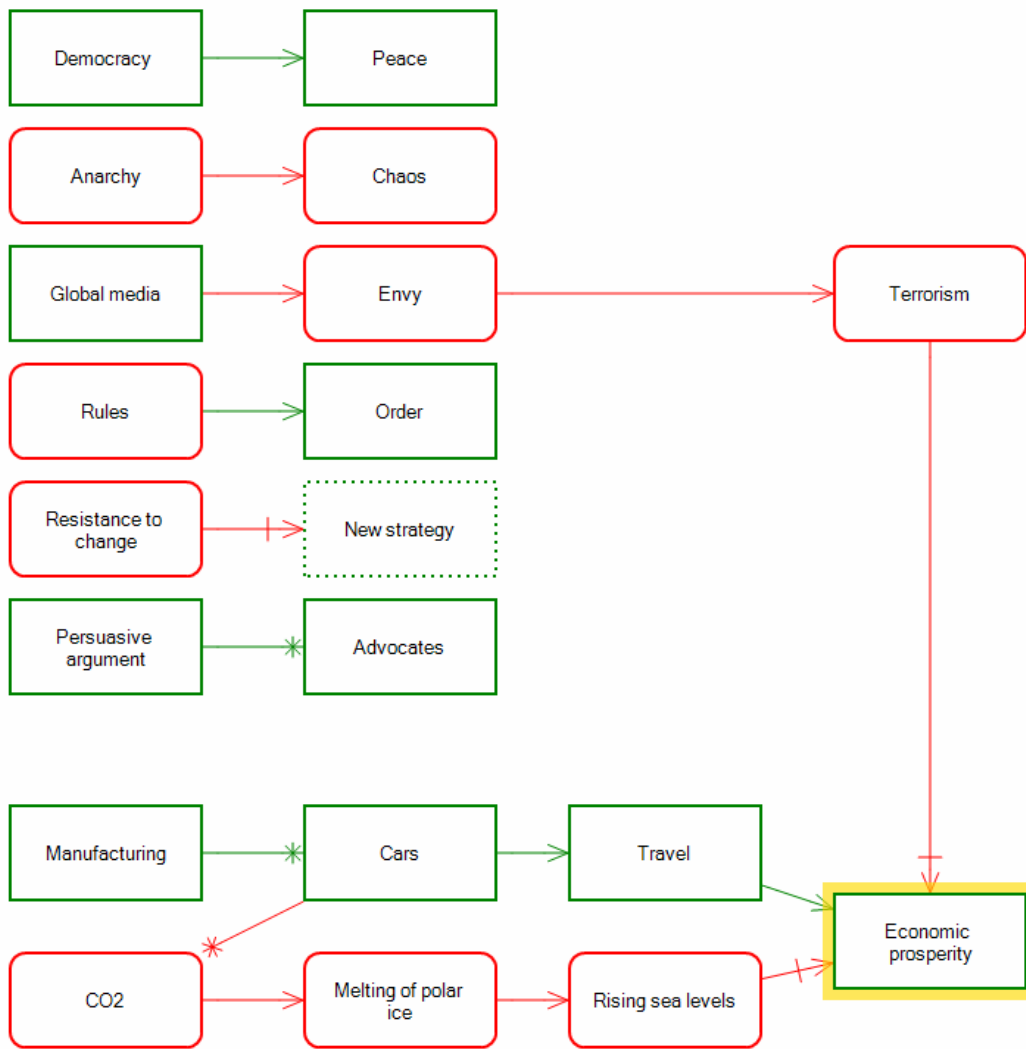 Democracy
Peace
Anarchy
Chaos
Global media
Envy
Terrorism
Rules
Order
Resistance to
change
New strategy
Persuasive
argument
Advocates
Manufacturing
Cars
Travel
Economic
prosperity
CO2
Melting of polar
ice
Rising sea levels